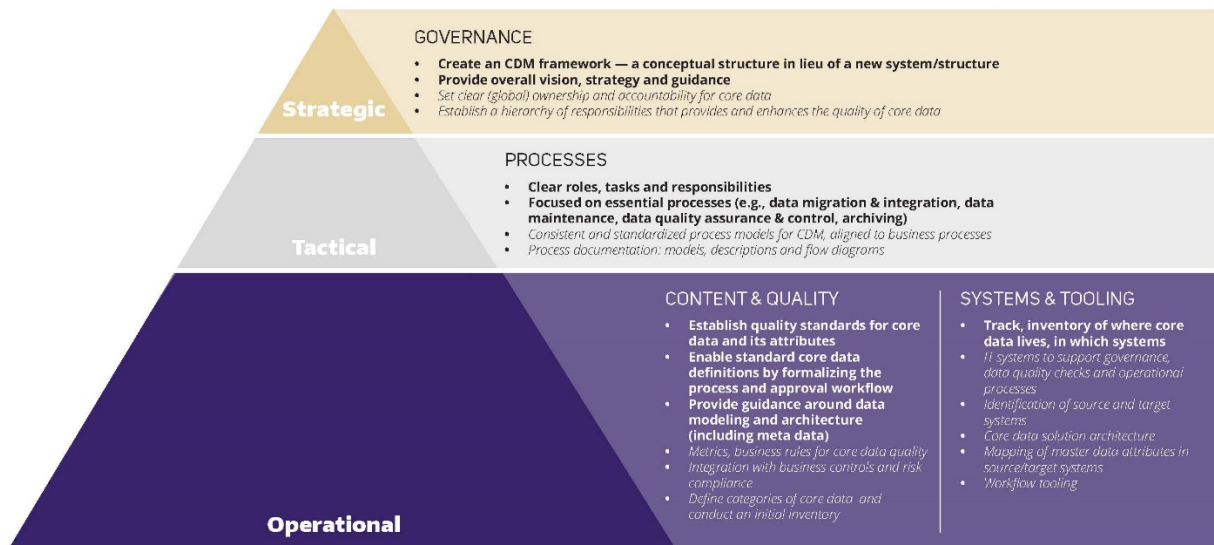 GOVERNANCE
• Create an CDM framework — a conceptual structure in lieu of a new system/structure
• Provide overall vision, strategy and guidance
• Set clear (global) ownership and accountability for core data
• Establish a hierarchy of responsibilities that provides and enhances the quality of core data
Strategic
PROCESSES
• Clear roles, tasks and responsibilities
• Focused on essential processes (e.g., data migration & integration, data
maintenance, data quality assurance & control, archiving)
• Consistent and standardized process models for CDM, aligned to business processes
• Process documentation: models, descriptions and flow diagrams
Tactical
CONTENT & QUALITY
• Establish quality standards for core
data and its attributes
• Enable standard core data
definitions by formalizing the
process and approval workflow
• Provide guidance around data
modeling and architecture
(including meta data)
• Metrics, business rules for core data quality
• Integration with business controls and risk
compliance
• Define categories of core data and
conduct an initial inventory
SYSTEMS & TOOLING
• Track, inventory of where core
data lives, in which systems
• IT systems to support governance,
data quality checks and operational
processes
• Identification of source and target
systems
• Core data solution architecture
• Mapping of master data attributes in
source/target systems
• Workflow tooling
Operational